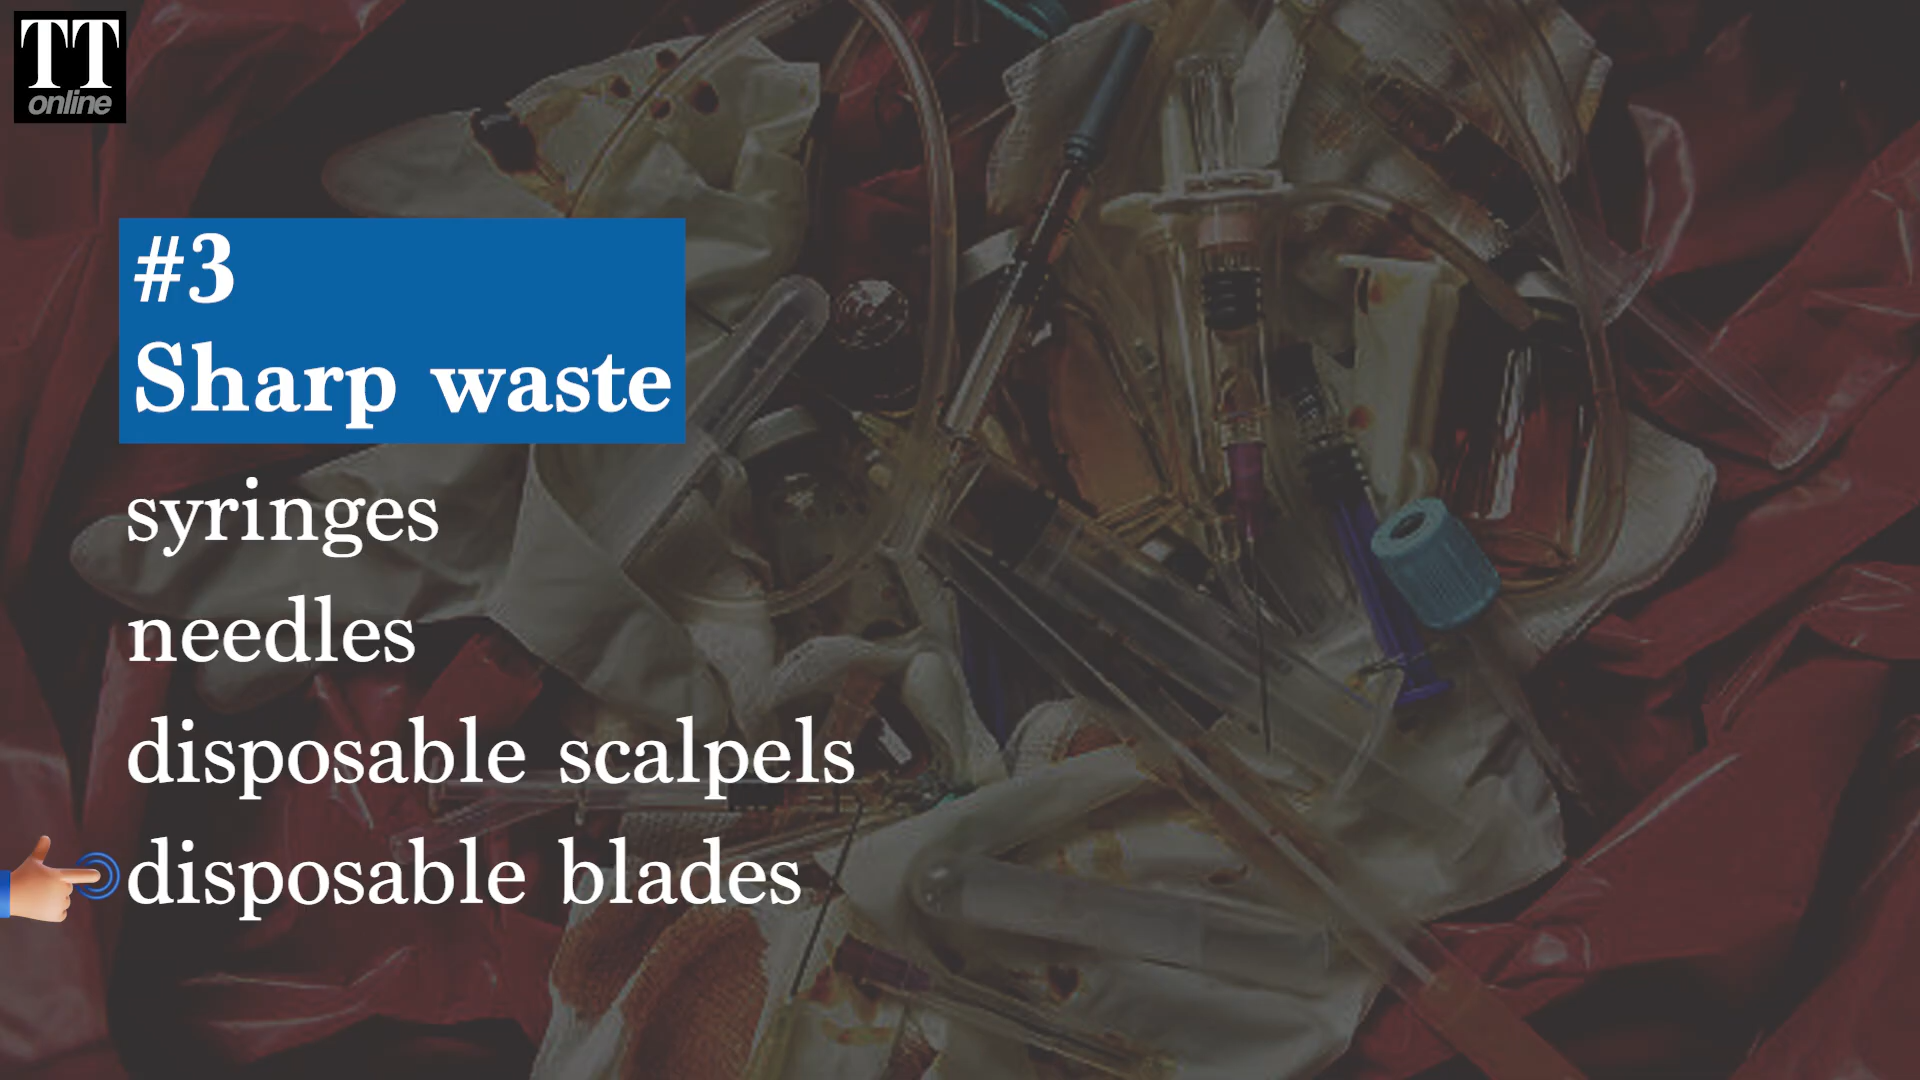 TT
online
#3
Sharp waste
syringes
needles
disposable scalpels
disposable blades